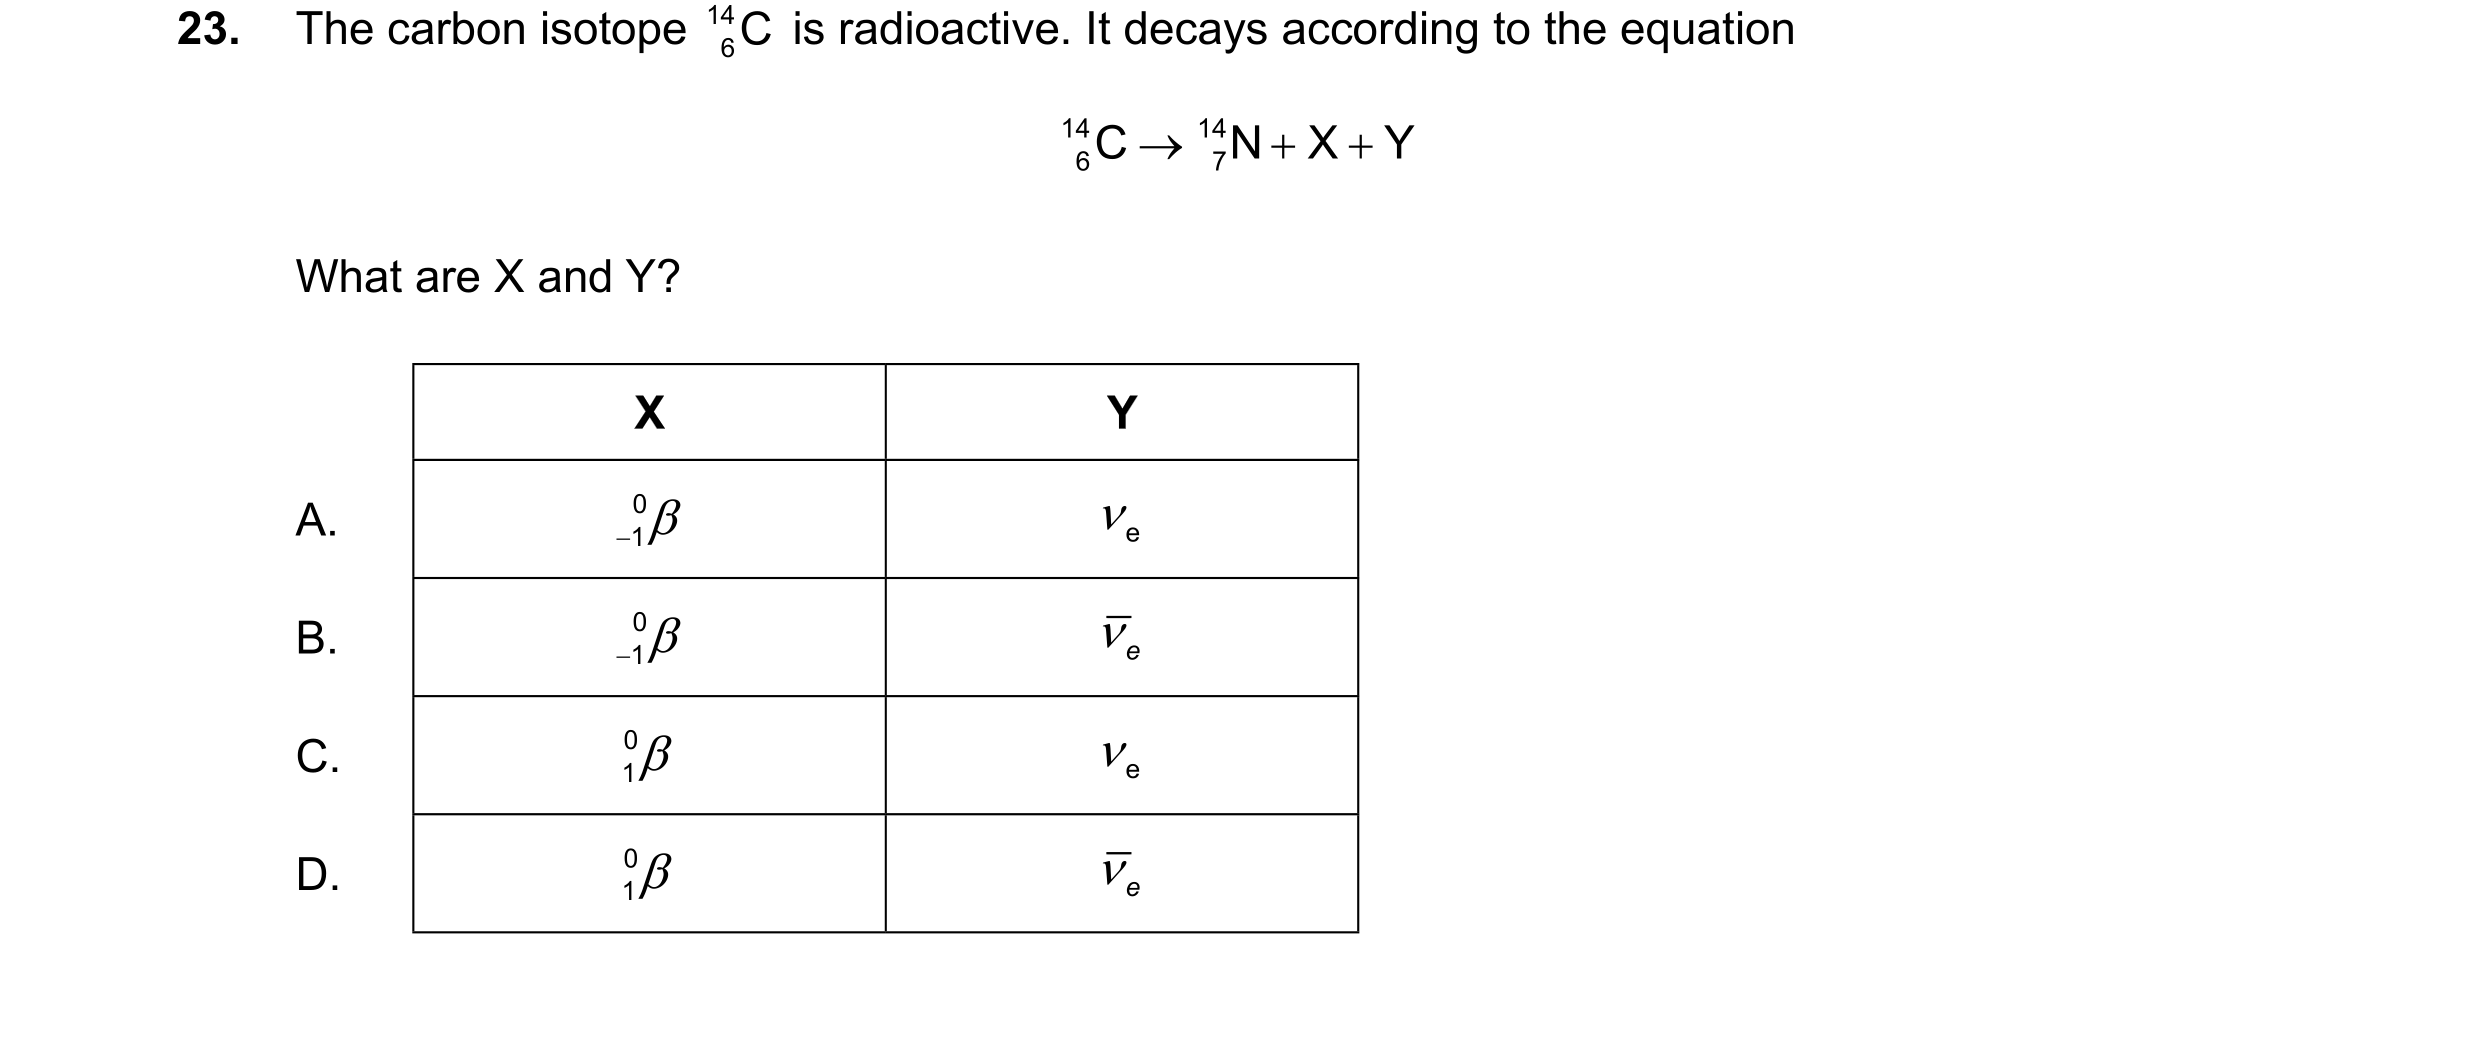 23. The carbon isotope ¹⁴₆C is radioactive. It decays according to the equation
¹⁴₆C → ¹⁴₇N + X + Y
What are X and Y?
X Y
A. ⁰₋₁β νₑ
B. ⁰₋₁β ν̅ₑ
C. ⁰₁β νₑ
D. ⁰₁β ν̅ₑ